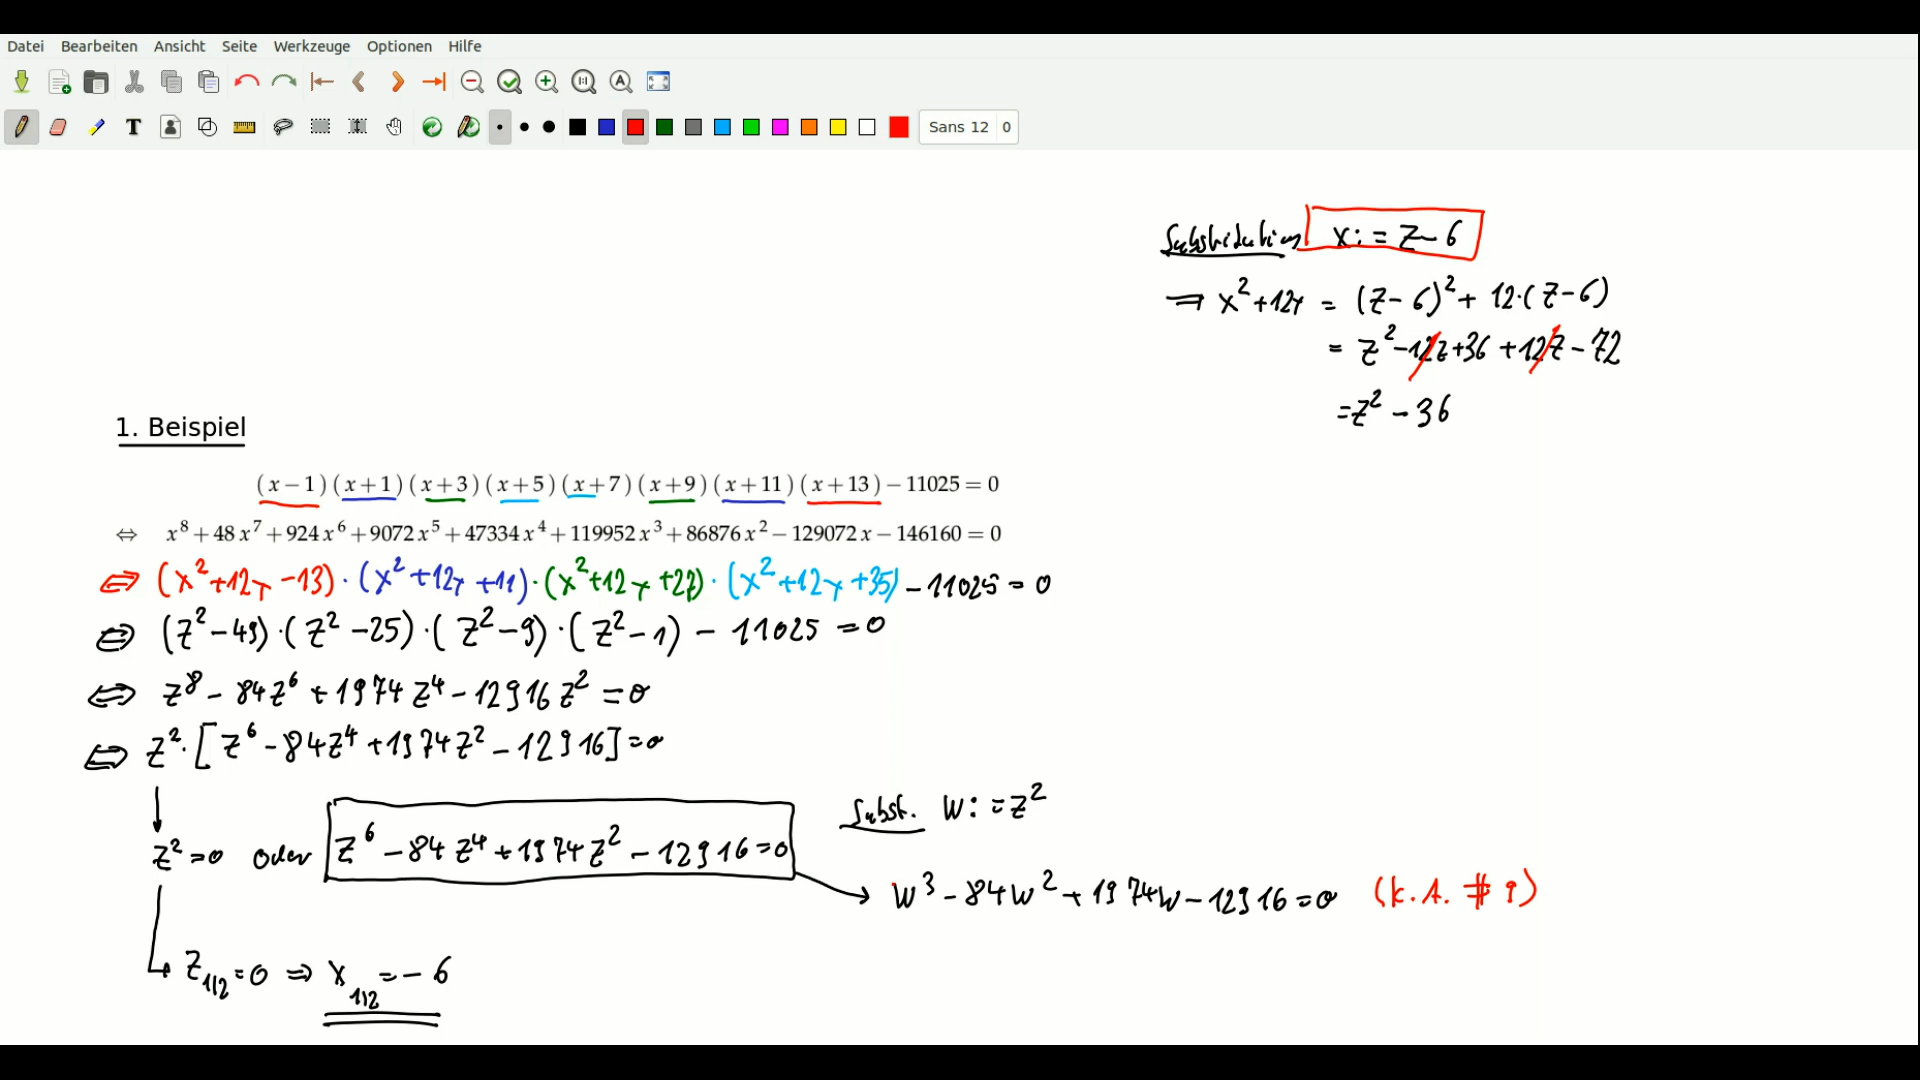 Datei Bearbeiten Ansicht Seite Werkzeuge Optionen Hilfe
T Sans 12 0
Substitution x := z-6
⇒ x²+12x = (z-6)² + 12·(z-6)
= z²-12z+36+12z-72
= z² - 36
1. Beispiel
(x−1)(x+1)(x+3)(x+5)(x+7)(x+9)(x+11)(x+13)−11025=0
⇔ x⁸+48x⁷+924x⁶+9072x⁵+47334x⁴+119952x³+86876x²−129072x−146160=0
⇔ (x²+12x-13)·(x²+12x+11)·(x²+12x+27)·(x²+12x+35)-11025=0
⇔ (z²-49)·(z²-25)·(z²-9)·(z²-1) - 11025 = 0
⇔ z⁸ - 84z⁶ + 1974z⁴ - 12916z² = 0
⇔ z²·[z⁶-84z⁴+1974z²-12916]=0
Subst. w := z²
z²=0 oder z⁶-84z⁴+1974z²-12916=0
→ w³-84w²+1974w-12916=0 (K.A. #9)
z₁/₂=0 ⇒ x₁/₂=-6